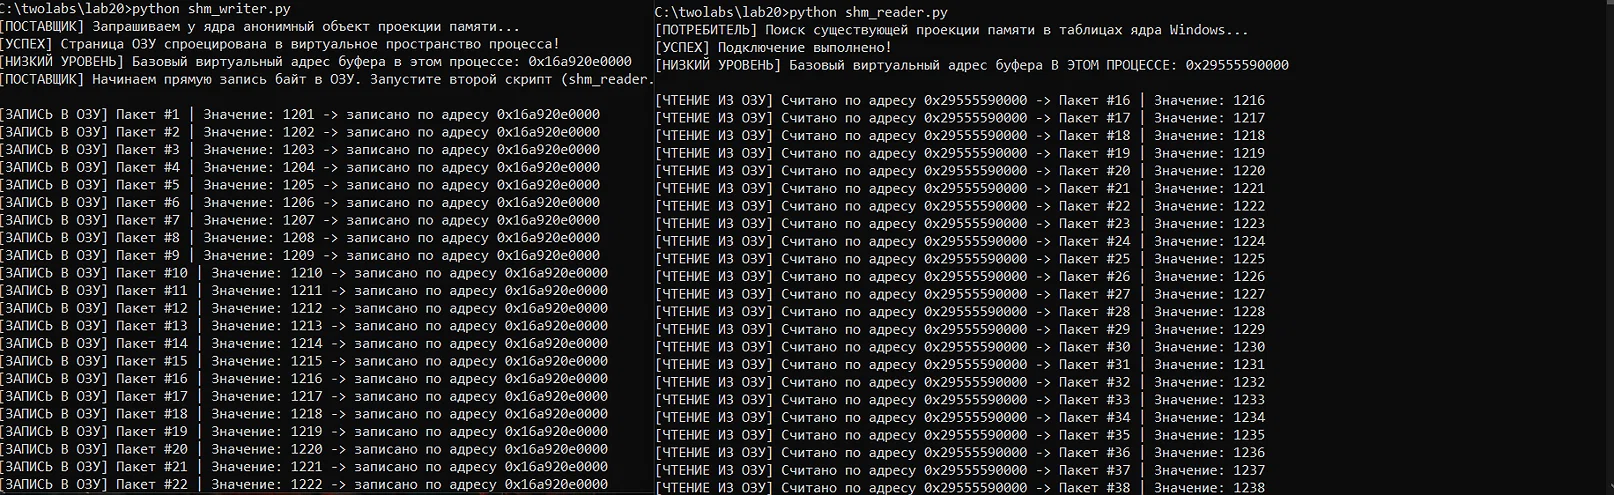 C:\twolabs\lab20>python shm_writer.py
[ПОСТАВЩИК] Запрашиваем у ядра анонимный объект проекции памяти...
[УСПЕХ] Страница ОЗУ спроецирована в виртуальное пространство процесса!
[НИЗКИЙ УРОВЕНЬ] Базовый виртуальный адрес буфера в этом процессе: 0x16a920e0000
[ПОСТАВЩИК] Начинаем прямую запись байт в ОЗУ. Запустите второй скрипт (shm_reader.
[ЗАПИСЬ В ОЗУ] Пакет #1 | Значение: 1201 -> записано по адресу 0x16a920e0000
[ЗАПИСЬ В ОЗУ] Пакет #2 | Значение: 1202 -> записано по адресу 0x16a920e0000
[ЗАПИСЬ В ОЗУ] Пакет #3 | Значение: 1203 -> записано по адресу 0x16a920e0000
[ЗАПИСЬ В ОЗУ] Пакет #4 | Значение: 1204 -> записано по адресу 0x16a920e0000
[ЗАПИСЬ В ОЗУ] Пакет #5 | Значение: 1205 -> записано по адресу 0x16a920e0000
[ЗАПИСЬ В ОЗУ] Пакет #6 | Значение: 1206 -> записано по адресу 0x16a920e0000
[ЗАПИСЬ В ОЗУ] Пакет #7 | Значение: 1207 -> записано по адресу 0x16a920e0000
[ЗАПИСЬ В ОЗУ] Пакет #8 | Значение: 1208 -> записано по адресу 0x16a920e0000
[ЗАПИСЬ В ОЗУ] Пакет #9 | Значение: 1209 -> записано по адресу 0x16a920e0000
[ЗАПИСЬ В ОЗУ] Пакет #10 | Значение: 1210 -> записано по адресу 0x16a920e0000
[ЗАПИСЬ В ОЗУ] Пакет #11 | Значение: 1211 -> записано по адресу 0x16a920e0000
[ЗАПИСЬ В ОЗУ] Пакет #12 | Значение: 1212 -> записано по адресу 0x16a920e0000
[ЗАПИСЬ В ОЗУ] Пакет #13 | Значение: 1213 -> записано по адресу 0x16a920e0000
[ЗАПИСЬ В ОЗУ] Пакет #14 | Значение: 1214 -> записано по адресу 0x16a920e0000
[ЗАПИСЬ В ОЗУ] Пакет #15 | Значение: 1215 -> записано по адресу 0x16a920e0000
[ЗАПИСЬ В ОЗУ] Пакет #16 | Значение: 1216 -> записано по адресу 0x16a920e0000
[ЗАПИСЬ В ОЗУ] Пакет #17 | Значение: 1217 -> записано по адресу 0x16a920e0000
[ЗАПИСЬ В ОЗУ] Пакет #18 | Значение: 1218 -> записано по адресу 0x16a920e0000
[ЗАПИСЬ В ОЗУ] Пакет #19 | Значение: 1219 -> записано по адресу 0x16a920e0000
[ЗАПИСЬ В ОЗУ] Пакет #20 | Значение: 1220 -> записано по адресу 0x16a920e0000
[ЗАПИСЬ В ОЗУ] Пакет #21 | Значение: 1221 -> записано по адресу 0x16a920e0000
[ЗАПИСЬ В ОЗУ] Пакет #22 | Значение: 1222 -> записано по адресу 0x16a920e0000
C:\twolabs\lab20>python shm_reader.py
[ПОТРЕБИТЕЛЬ] Поиск существующей проекции памяти в таблицах ядра Windows...
[УСПЕХ] Подключение выполнено!
[НИЗКИЙ УРОВЕНЬ] Базовый виртуальный адрес буфера В ЭТОМ ПРОЦЕССЕ: 0x29555590000
[ЧТЕНИЕ ИЗ ОЗУ] Считано по адресу 0x29555590000 -> Пакет #16 | Значение: 1216
[ЧТЕНИЕ ИЗ ОЗУ] Считано по адресу 0x29555590000 -> Пакет #17 | Значение: 1217
[ЧТЕНИЕ ИЗ ОЗУ] Считано по адресу 0x29555590000 -> Пакет #18 | Значение: 1218
[ЧТЕНИЕ ИЗ ОЗУ] Считано по адресу 0x29555590000 -> Пакет #19 | Значение: 1219
[ЧТЕНИЕ ИЗ ОЗУ] Считано по адресу 0x29555590000 -> Пакет #20 | Значение: 1220
[ЧТЕНИЕ ИЗ ОЗУ] Считано по адресу 0x29555590000 -> Пакет #21 | Значение: 1221
[ЧТЕНИЕ ИЗ ОЗУ] Считано по адресу 0x29555590000 -> Пакет #22 | Значение: 1222
[ЧТЕНИЕ ИЗ ОЗУ] Считано по адресу 0x29555590000 -> Пакет #23 | Значение: 1223
[ЧТЕНИЕ ИЗ ОЗУ] Считано по адресу 0x29555590000 -> Пакет #24 | Значение: 1224
[ЧТЕНИЕ ИЗ ОЗУ] Считано по адресу 0x29555590000 -> Пакет #25 | Значение: 1225
[ЧТЕНИЕ ИЗ ОЗУ] Считано по адресу 0x29555590000 -> Пакет #26 | Значение: 1226
[ЧТЕНИЕ ИЗ ОЗУ] Считано по адресу 0x29555590000 -> Пакет #27 | Значение: 1227
[ЧТЕНИЕ ИЗ ОЗУ] Считано по адресу 0x29555590000 -> Пакет #28 | Значение: 1228
[ЧТЕНИЕ ИЗ ОЗУ] Считано по адресу 0x29555590000 -> Пакет #29 | Значение: 1229
[ЧТЕНИЕ ИЗ ОЗУ] Считано по адресу 0x29555590000 -> Пакет #30 | Значение: 1230
[ЧТЕНИЕ ИЗ ОЗУ] Считано по адресу 0x29555590000 -> Пакет #31 | Значение: 1231
[ЧТЕНИЕ ИЗ ОЗУ] Считано по адресу 0x29555590000 -> Пакет #32 | Значение: 1232
[ЧТЕНИЕ ИЗ ОЗУ] Считано по адресу 0x29555590000 -> Пакет #33 | Значение: 1233
[ЧТЕНИЕ ИЗ ОЗУ] Считано по адресу 0x29555590000 -> Пакет #34 | Значение: 1234
[ЧТЕНИЕ ИЗ ОЗУ] Считано по адресу 0x29555590000 -> Пакет #35 | Значение: 1235
[ЧТЕНИЕ ИЗ ОЗУ] Считано по адресу 0x29555590000 -> Пакет #36 | Значение: 1236
[ЧТЕНИЕ ИЗ ОЗУ] Считано по адресу 0x29555590000 -> Пакет #37 | Значение: 1237
[ЧТЕНИЕ ИЗ ОЗУ] Считано по адресу 0x29555590000 -> Пакет #38 | Значение: 1238